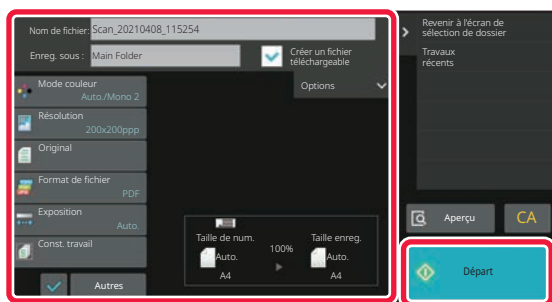 Nom de fichier: Scan_20210408_115254
Enreg. sous : Main Folder
Créer un fichier
téléchargeable
Options
Mode couleur
Auto./Mono 2
Résolution
200x200ppp
Original
Format de fichier
PDF
Exposition
Auto.
Const. travail
Autres
Taille de num.
Auto.
A4
100%
Taille enreg.
Auto.
A4
Revenir à l'écran de
sélection de dossier
Travaux
récents
Aperçu
CA
Départ